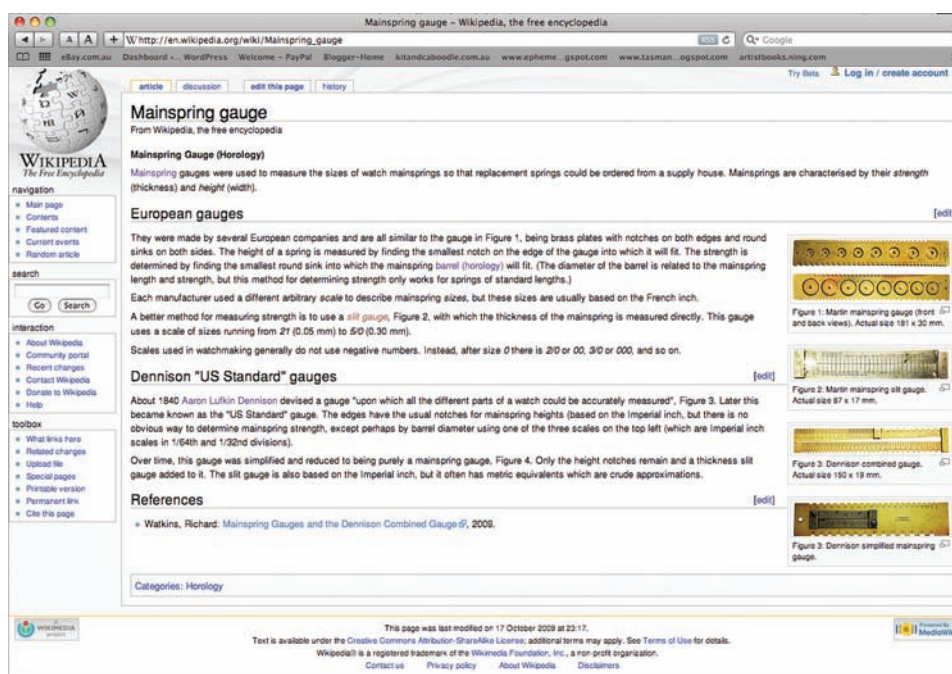 Mainspring gauge – Wikipedia, the free encyclopedia
A A + W http://en.wikipedia.org/wiki/Mainspring_gauge RSS Q▾ Google
eBay.com.au Dashboard ‹... WordPress Welcome – PayPal Blogger–Home kitandcaboodle.com.au www.epheme...gspot.com www.tasman...ogspot.com artistbooks.ning.com
Try Beta Log in / create account
article discussion edit this page history
WIKIPEDIA
The Free Encyclopedia
navigation
Main page
Contents
Featured content
Current events
Random article
search
Go Search
interaction
About Wikipedia
Community portal
Recent changes
Contact Wikipedia
Donate to Wikipedia
Help
toolbox
What links here
Related changes
Upload file
Special pages
Printable version
Permanent link
Cite this page
Mainspring gauge
From Wikipedia, the free encyclopedia
Mainspring Gauge (Horology)
Mainspring gauges were used to measure the sizes of watch mainsprings so that replacement springs could be ordered from a supply house. Mainsprings are characterised by their strength
(thickness) and height (width).
European gauges [edit
They were made by several European companies and are all similar to the gauge in Figure 1, being brass plates with notches on both edges and round
sinks on both sides. The height of a spring is measured by finding the smallest notch on the edge of the gauge into which it will fit. The strength is
determined by finding the smallest round sink into which the mainspring barrel (horology) will fit. (The diameter of the barrel is related to the mainspring
length and strength, but this method for determining strength only works for springs of standard lengths.)
Each manufacturer used a different arbitrary scale to describe mainspring sizes, but these sizes are usually based on the French inch.
A better method for measuring strength is to use a slit gauge, Figure 2, with which the thickness of the mainspring is measured directly. This gauge
uses a scale of sizes running from 21 (0.05 mm) to 5/0 (0.30 mm).
Scales used in watchmaking generally do not use negative numbers. Instead, after size 0 there is 2/0 or 00, 3/0 or 000, and so on.
Figure 1: Martin mainspring gauge (front
and back views). Actual size 181 x 30 mm.
Figure 2: Martin mainspring slit gauge.
Actual size 87 x 17 mm.
Dennison "US Standard" gauges [edit]
About 1840 Aaron Lufkin Dennison devised a gauge "upon which all the different parts of a watch could be accurately measured", Figure 3. Later this
became known as the "US Standard" gauge. The edges have the usual notches for mainspring heights (based on the Imperial inch, but there is no
obvious way to determine mainspring strength, except perhaps by barrel diameter using one of the three scales on the top left (which are Imperial inch
scales in 1/64th and 1/32nd divisions).
Over time, this gauge was simplified and reduced to being purely a mainspring gauge, Figure 4. Only the height notches remain and a thickness slit
gauge added to it. The slit gauge is also based on the Imperial inch, but it often has metric equivalents which are crude approximations.
Figure 3: Dennison combined gauge.
Actual size 150 x 19 mm.
References [edit]
Watkins, Richard: Mainspring Gauges and the Dennison Combined Gauge, 2009.
Figure 3: Dennison simplified mainspring
gauge.
Categories: Horology
A
WIKIMEDIA
project
This page was last modified on 17 October 2009 at 23:17.
Text is available under the Creative Commons Attribution-ShareAlike License; additional terms may apply. See Terms of Use for details.
Wikipedia® is a registered trademark of the Wikimedia Foundation, Inc., a non-profit organization.
Contact us Privacy policy About Wikipedia Disclaimers
Powered By
MediaWiki